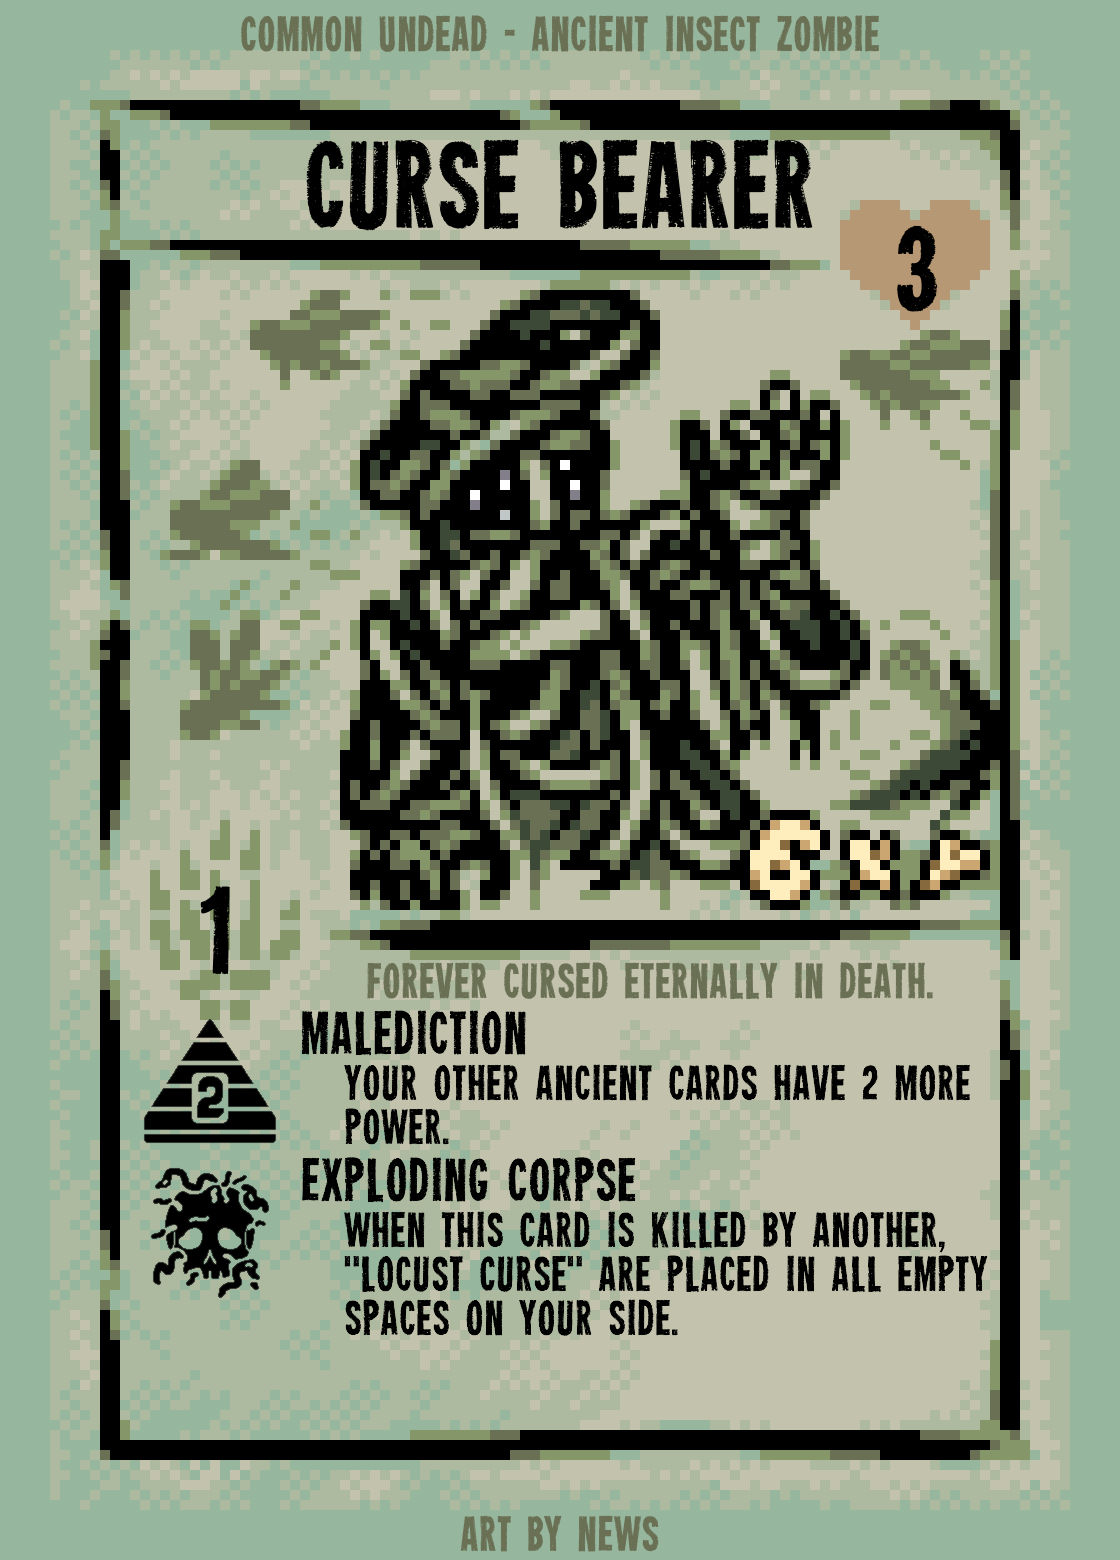 COMMON UNDEAD - ANCIENT INSECT ZOMBIE
CURSE BEARER
3
6 X
1
FOREVER CURSED ETERNALLY IN DEATH.
MALEDICTION
YOUR OTHER ANCIENT CARDS HAVE 2 MORE
POWER.
2
EXPLODING CORPSE
WHEN THIS CARD IS KILLED BY ANOTHER,
"LOCUST CURSE" ARE PLACED IN ALL EMPTY
SPACES ON YOUR SIDE.
ART BY NEWS